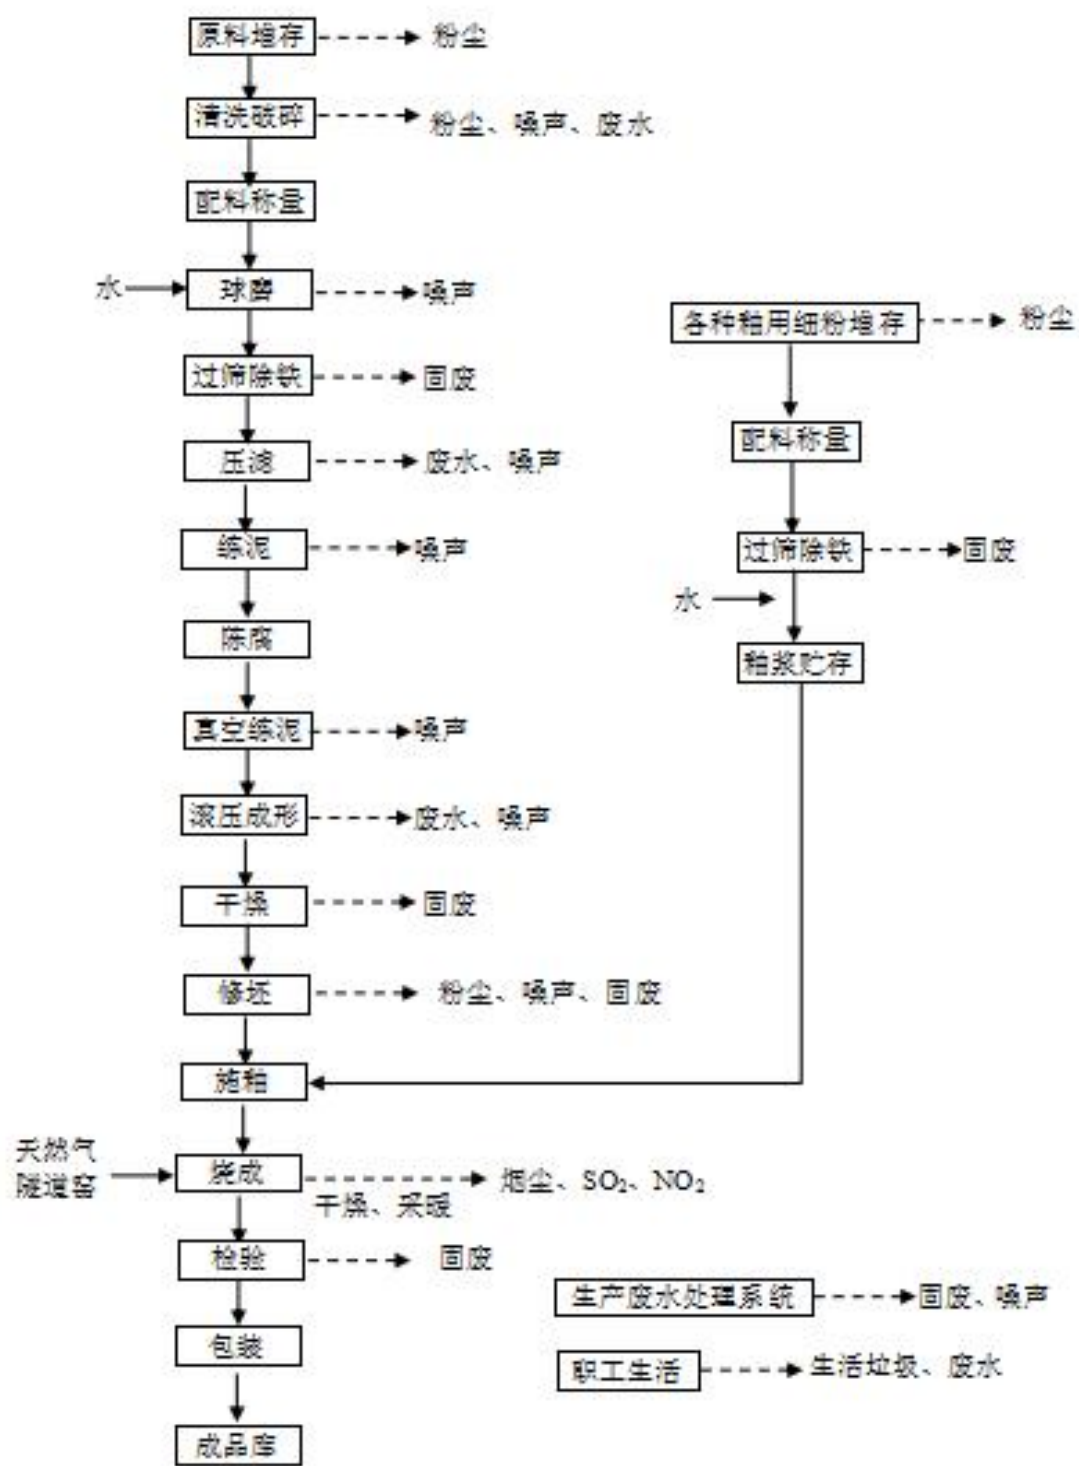 原料堆存 粉尘
清洗破碎 粉尘、噪声、废水
配料称量
水 球磨 噪声
各种釉用细粉堆存 粉尘
过筛除铁 固废
配料称量
压滤 废水、噪声
练泥 噪声
过筛除铁 固废
水
陈腐
釉浆贮存
真空练泥 噪声
滚压成形 废水、噪声
干燥 固废
修坯 粉尘、噪声、固废
施釉
天然气
隧道窑
烧成 烟尘、SO₂、NO₂
干燥、采暖
检验 固废
生产废水处理系统 固废、噪声
包装
职工生活 生活垃圾、废水
成品库